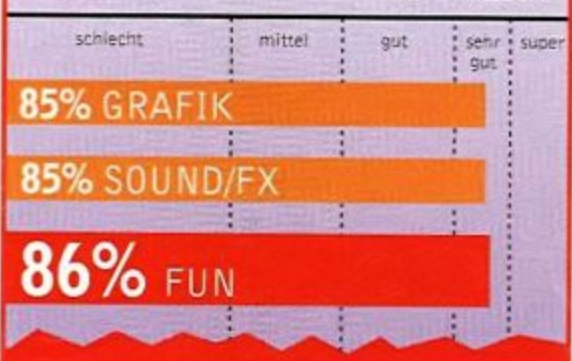 schlecht mittel gut sehr gut super
85% GRAFIK
85% SOUND/FX
86% FUN